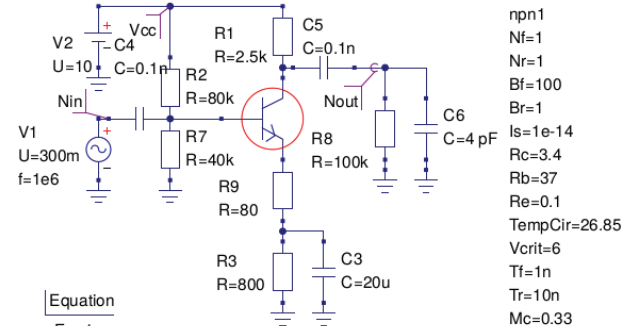 V2
U=10
Vcc
C4
C=0.1n
R1
R=2.5k
C5
C=0.1n
R2
R=80k
Nin
V1
U=300m
f=1e6
R7
R=40k
Nout
R8
R=100k
C6
C=4 pF
R9
R=80
R3
R=800
C3
C=20u
Equation
npn1
Nf=1
Nr=1
Bf=100
Br=1
Is=1e-14
Rc=3.4
Rb=37
Re=0.1
TempCir=26.85
Vcrit=6
Tf=1n
Tr=10n
Mc=0.33